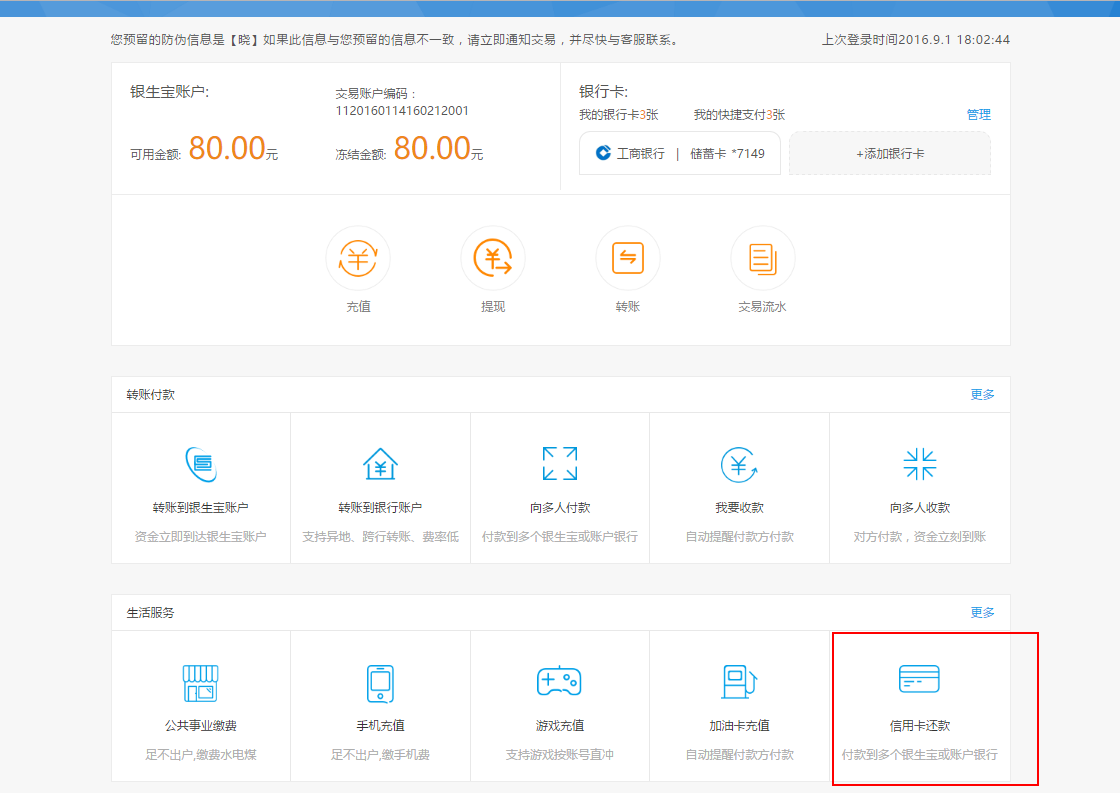 您预留的防伪信息是【晓】如果此信息与您预留的信息不一致，请立即通知交易，并尽快与客服联系。 上次登录时间2016.9.1 18:02:44
银生宝账户:
交易账户编码：
1120160114160212001
可用金额: 80.00元
冻结金额: 80.00元
银行卡:
我的银行卡3张 我的快捷支付3张 管理
工商银行 | 储蓄卡 *7149
+添加银行卡
充值 提现 转账 交易流水
转账付款 更多
转账到银生宝账户 转账到银行账户 向多人付款 我要收款 向多人收款
资金立即到达银生宝账户 支持异地、跨行转账、费率低 付款到多个银生宝或账户银行 自动提醒付款方付款 对方付款，资金立刻到账
生活服务 更多
公共事业缴费 手机充值 游戏充值 加油卡充值 信用卡还款
足不出户,缴费水电煤 足不出户,缴手机费 支持游戏按账号直冲 自动提醒付款方付款 付款到多个银生宝或账户银行